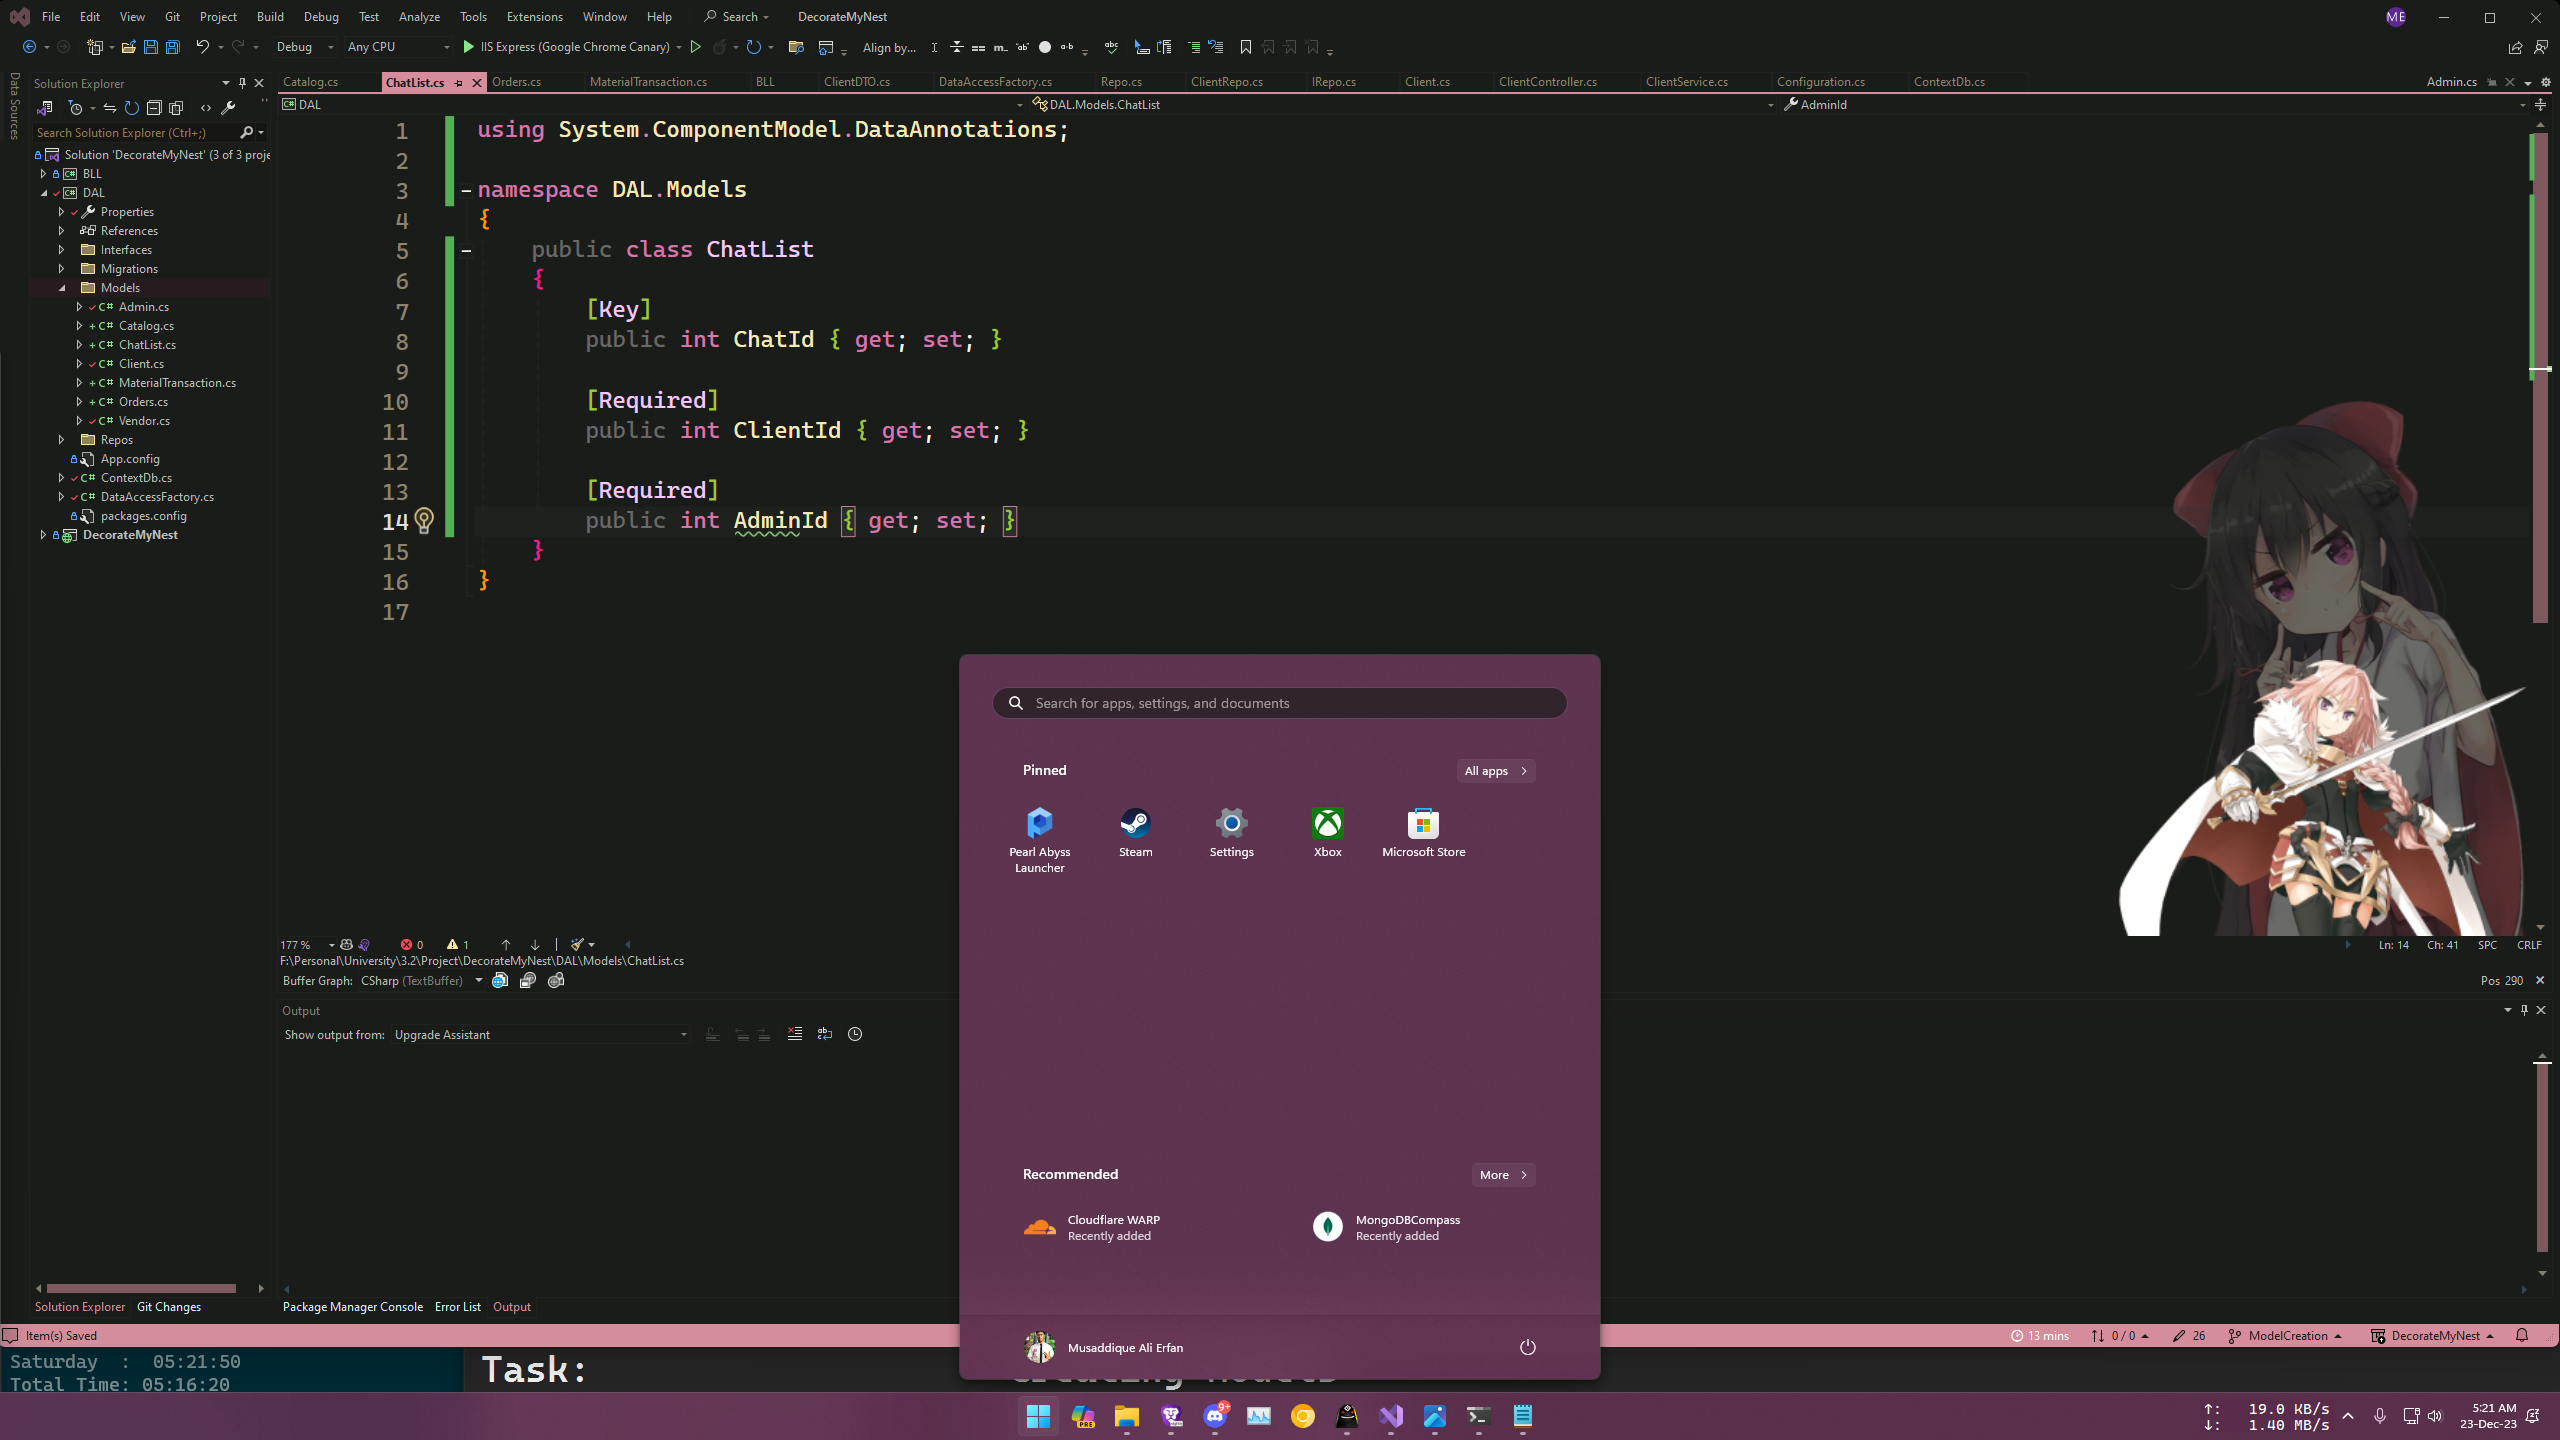 File Edit View Git Project Build Debug Test Analyze Tools Extensions Window Help Search DecorateMyNest ME
Debug Any CPU IIS Express (Google Chrome Canary) Align by...
Data Sources
Solution Explorer
Search Solution Explorer (Ctrl+;)
Solution 'DecorateMyNest' (3 of 3 proje
BLL
DAL
Properties
References
Interfaces
Migrations
Models
C# Admin.cs
C# Catalog.cs
C# ChatList.cs
C# Client.cs
C# MaterialTransaction.cs
C# Orders.cs
C# Vendor.cs
Repos
App.config
C# ContextDb.cs
C# DataAccessFactory.cs
packages.config
DecorateMyNest
Catalog.cs ChatList.cs Orders.cs MaterialTransaction.cs BLL ClientDTO.cs DataAccessFactory.cs Repo.cs ClientRepo.cs IRepo.cs Client.cs ClientController.cs ClientService.cs Configuration.cs ContextDb.cs Admin.cs
DAL DAL.Models.ChatList AdminId
1 using System.ComponentModel.DataAnnotations;
2
3 namespace DAL.Models
4 {
5 public class ChatList
6 {
7 [Key]
8 public int ChatId { get; set; }
9
10 [Required]
11 public int ClientId { get; set; }
12
13 [Required]
14 public int AdminId { get; set; }
15 }
16 }
17
177 % 0 1 Ln: 14 Ch: 41 SPC CRLF
F:\Personal\University\3.2\Project\DecorateMyNest\DAL\Models\ChatList.cs
Buffer Graph: CSharp (TextBuffer) Pos 290
Output
Show output from: Upgrade Assistant
Solution Explorer Git Changes
Package Manager Console Error List Output
Item(s) Saved 13 mins 0 / 0 26 ModelCreation DecorateMyNest
Search for apps, settings, and documents
Pinned All apps
Pearl Abyss Launcher
Steam
Settings
Xbox
Microsoft Store
Recommended More
Cloudflare WARP
Recently added
MongoDBCompass
Recently added
Musaddique Ali Erfan
Saturday : 05:21:50
Total Time: 05:16:20
Task:
PRE
9+
19.0 KB/s
1.40 MB/s
5:21 AM
23-Dec-23